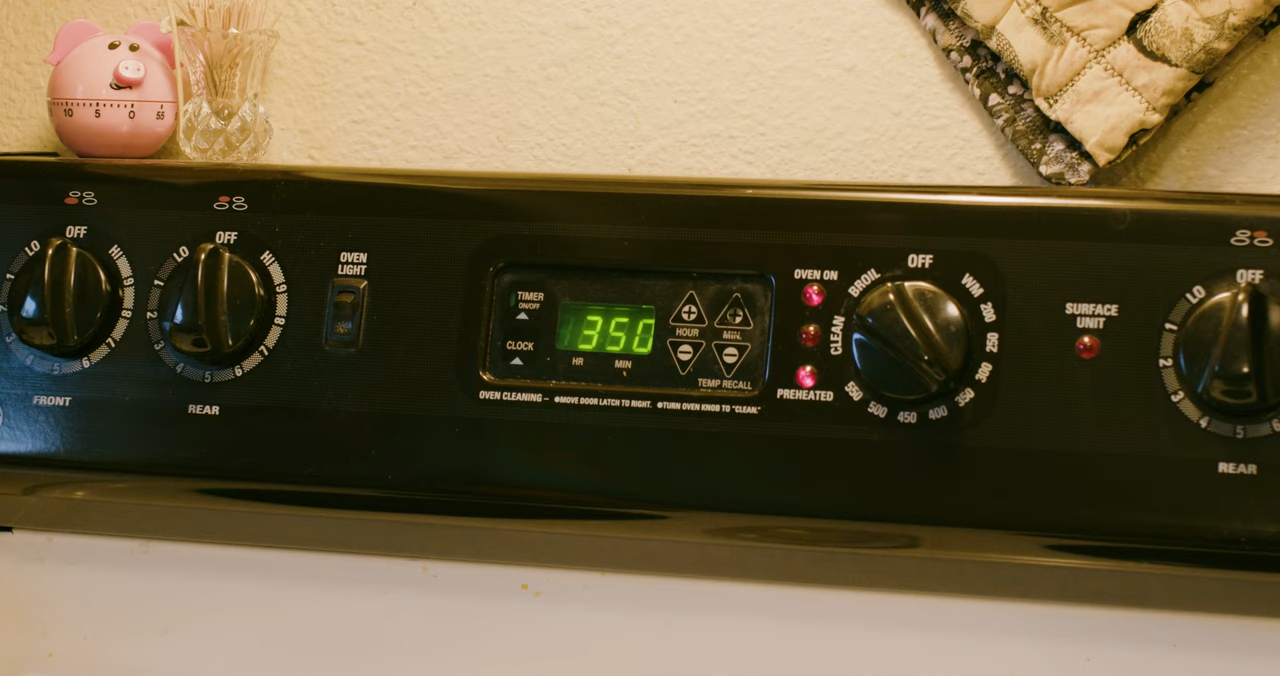 10 5 0 55
OFF
LO
HI
1
9
8
7
6
5
4
3
FRONT
OFF
LO
HI
1
2
3
4
5
6
7
8
9
REAR
OVEN
LIGHT
TIMER
ON/OFF
CLOCK
350
HR MIN
HOUR
MIN.
TEMP RECALL
OVEN CLEANING – ●MOVE DOOR LATCH TO RIGHT. ●TURN OVEN KNOB TO "CLEAN."
OVEN ON
PREHEATED
OFF
BROIL
CLEAN
WM
200
250
300
350
400
450
500
550
SURFACE
UNIT
OFF
LO
1
2
3
4
5
6
REAR